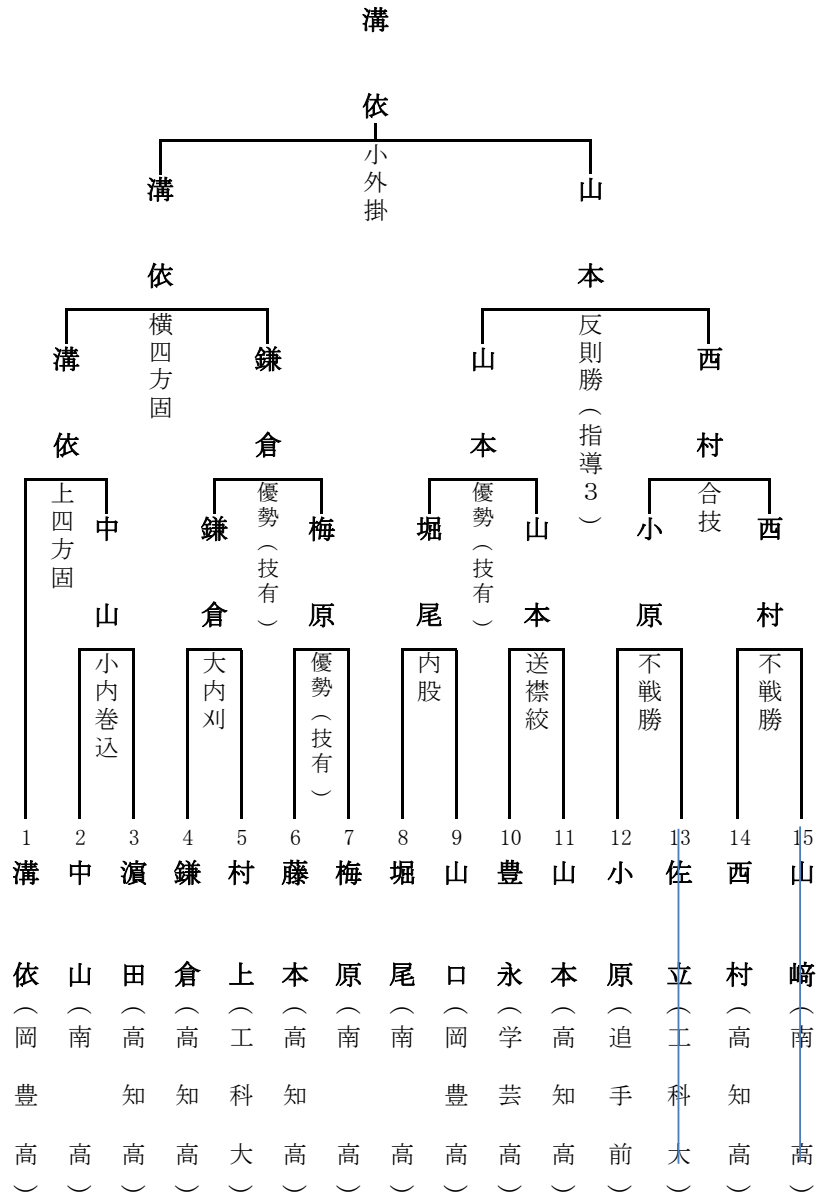 溝依
小外掛
溝依
山本
横四方固
反則勝（指導３）
溝依
鎌倉
山本
西村
上四方固
優勢（技有）
優勢（技有）
合技
中山
鎌倉
梅原
堀尾
山本
小原
西村
小内巻込
大内刈
優勢（技有）
内股
送襟絞
不戦勝
不戦勝
1 溝依（岡豊高）
2 中山（南高）
3 濵田（高知高）
4 鎌倉（高知高）
5 村上（工科大）
6 藤本（高知高）
7 梅原（南高）
8 堀尾（南高）
9 山口（岡豊高）
10 豊永（学芸高）
11 山本（高知高）
12 小原（追手前）
13 佐立（工科大）
14 西村（高知高）
15 山﨑（南高）